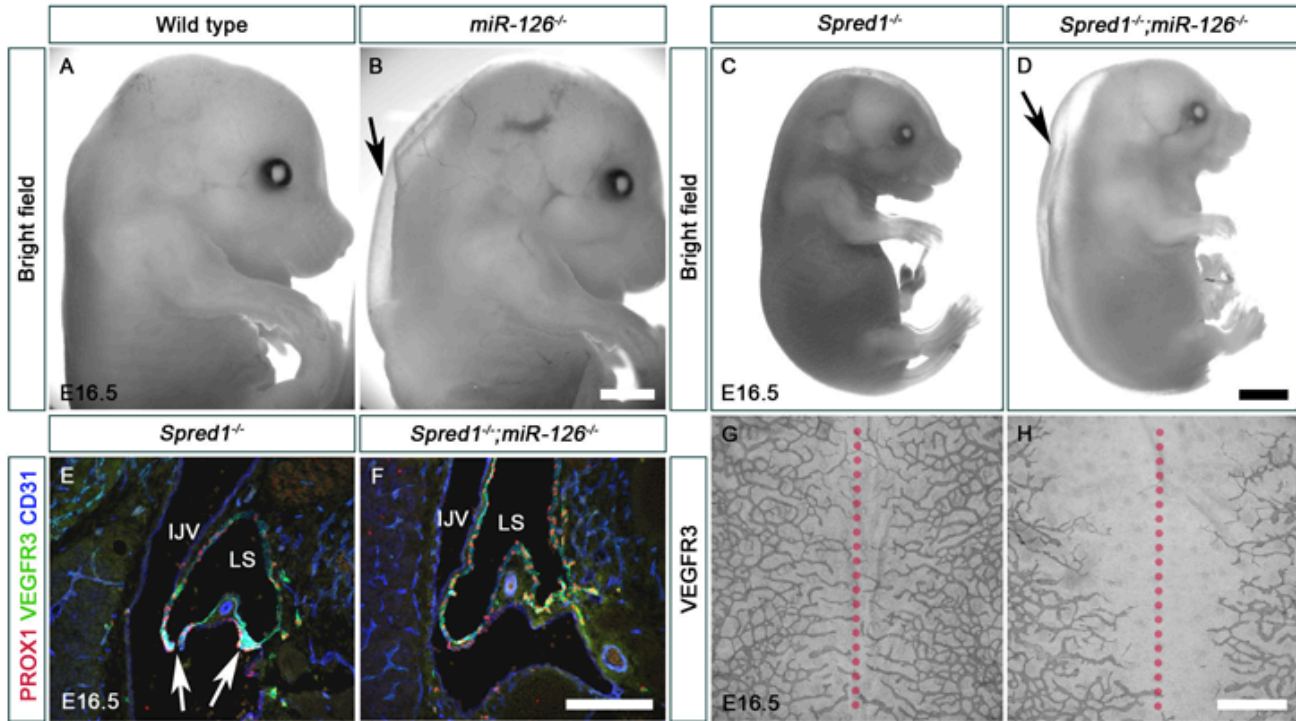 Wild type
miR-126-/-
Spred1-/-
Spred1-/-;miR-126-/-
Bright field
A
B
Bright field
C
D
E16.5
E16.5
Spred1-/-
Spred1-/-;miR-126-/-
PROX1 VEGFR3 CD31
E
IJV
LS
E16.5
F
IJV
LS
VEGFR3
G
E16.5
H